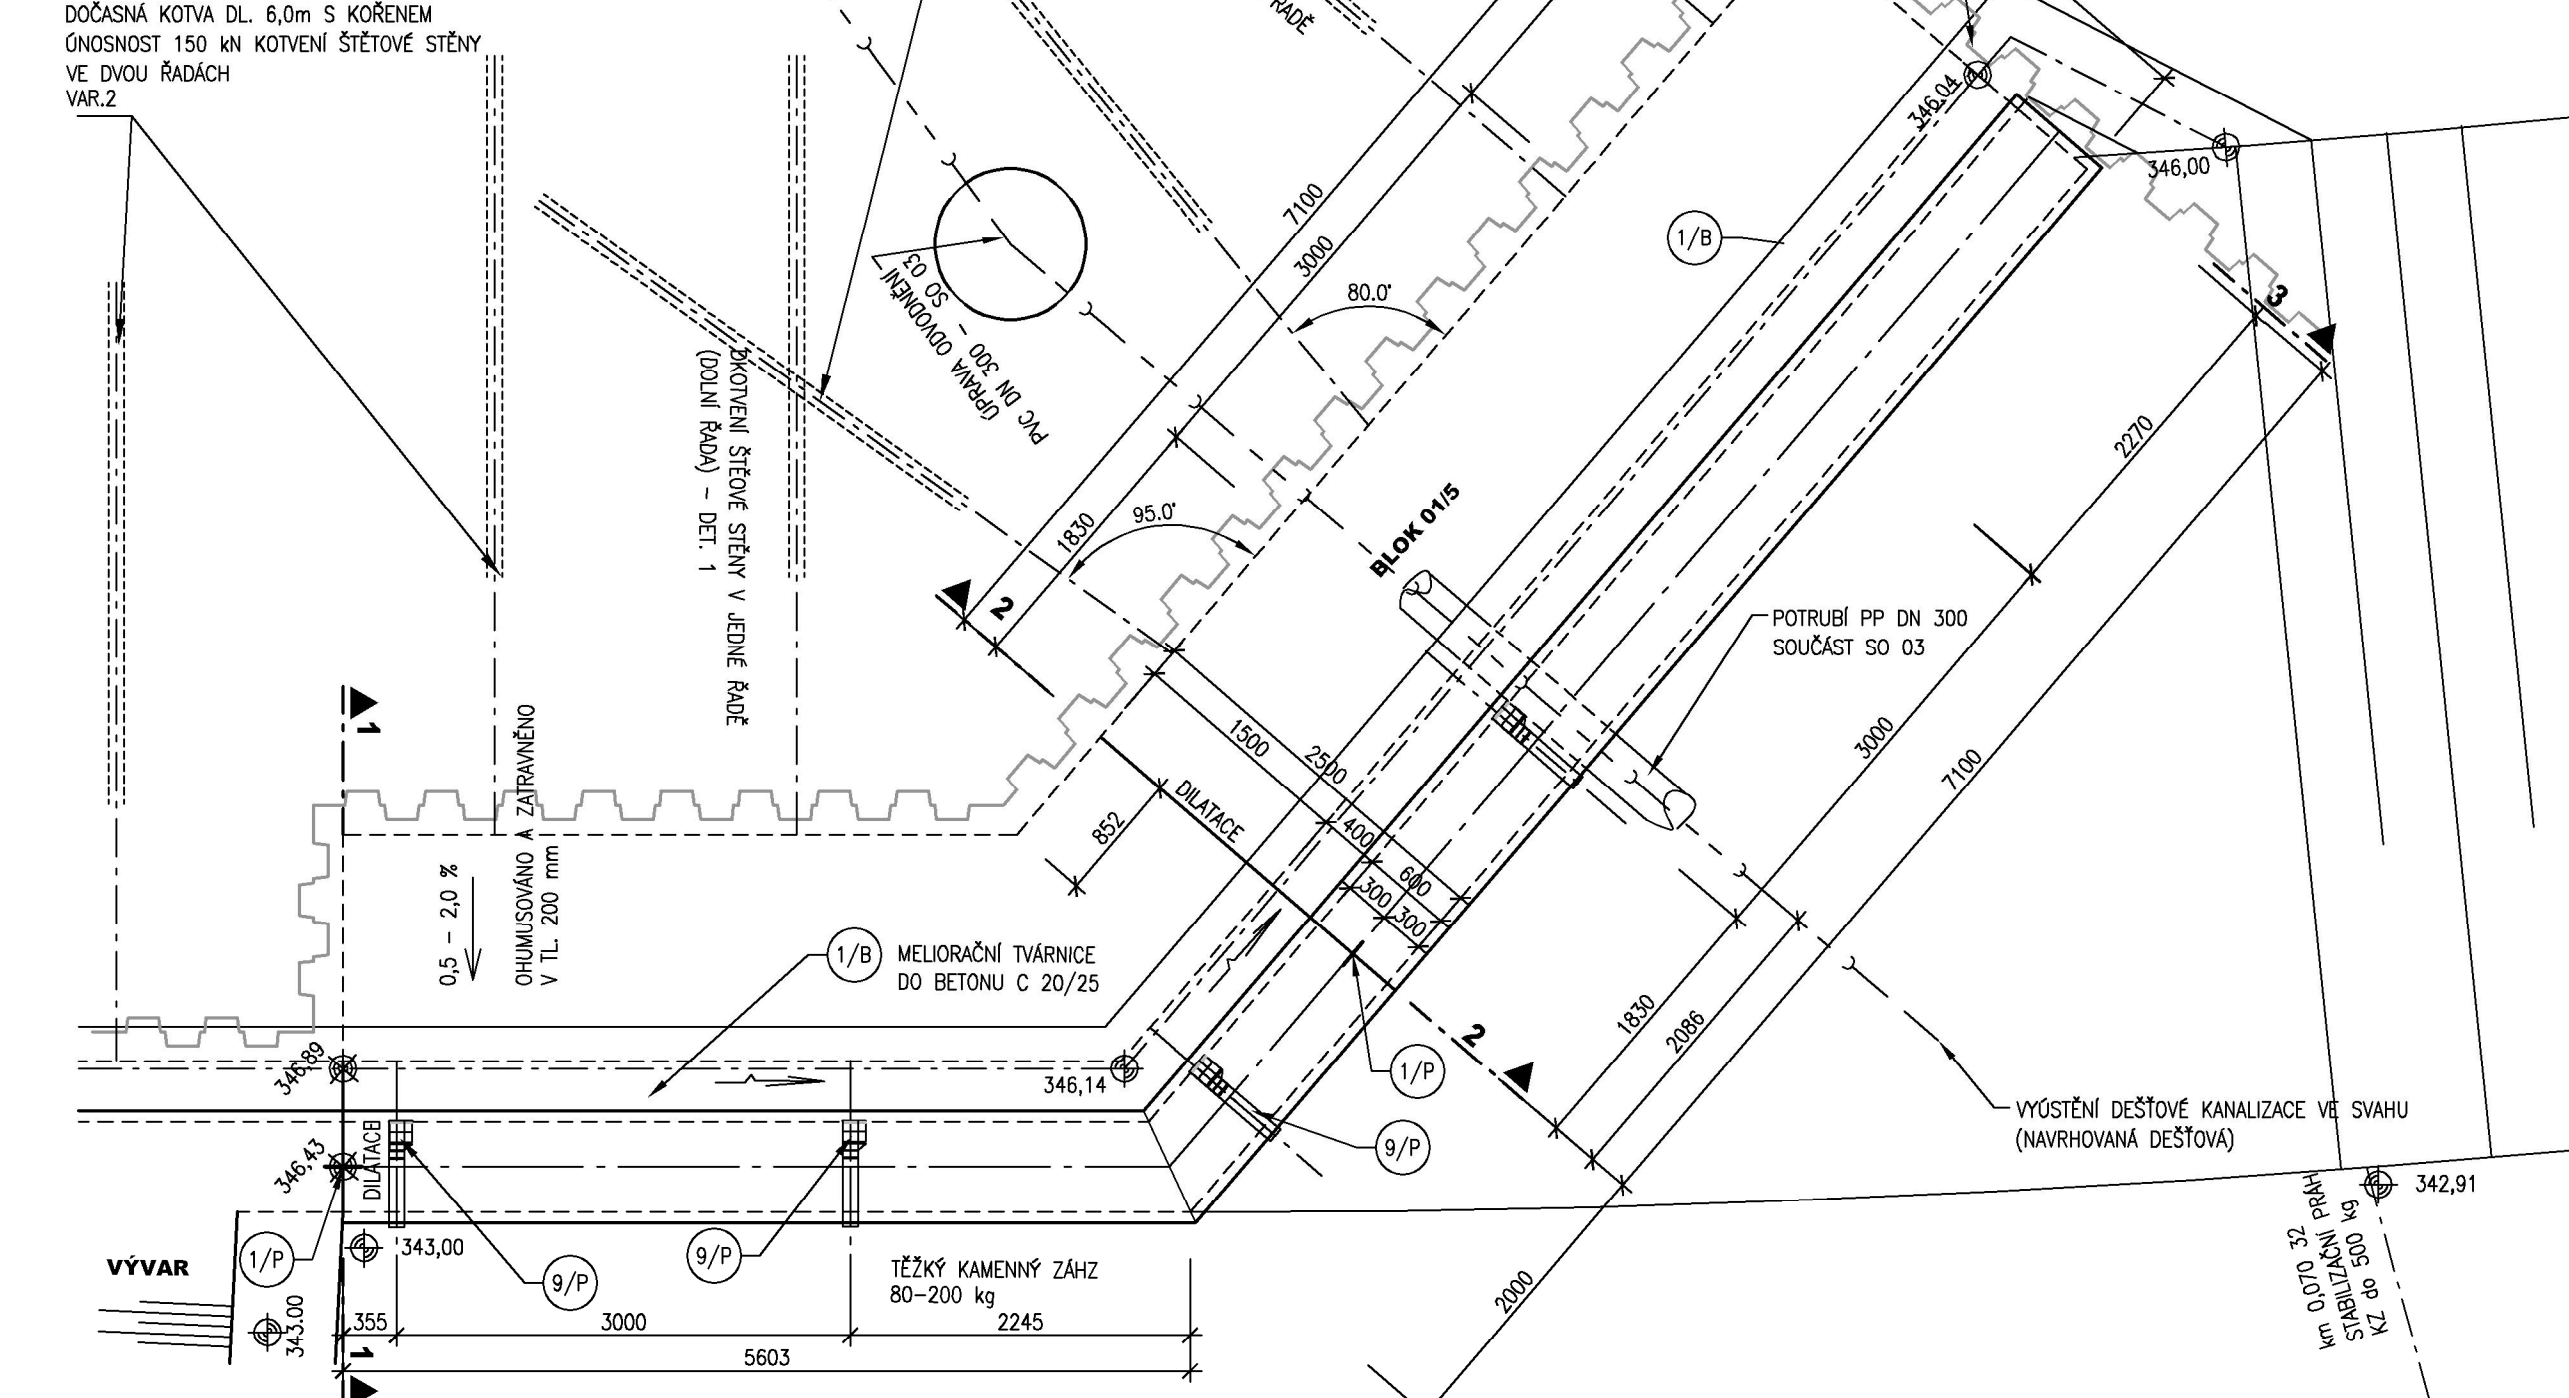 DOČASNÁ KOTVA DL. 6,0m S KOŘENEM
ÚNOSNOST 150 kN KOTVENÍ ŠTĚTOVÉ STĚNY
VE DVOU ŘADÁCH
VAR.2
ŘADĚ
346,04
346,00
7100
3000
1/B
80.0°
3
ÚPRAVA ODVODNĚNÍ
PVC DN 300 - SO 03
DKOTVENÍ ŠTĚOVÉ STĚNY V JEDNÉ ŘADĚ
(DOLNÍ ŘADA) - DET. 1
2270
1830
95.0°
BLOK 01/5
2
POTRUBÍ PP DN 300
SOUČÁST SO 03
1
1500
2500
3000
7100
OHUMUSOVÁNO A ZATRAVNĚNO
V TL. 200 mm
0,5 - 2,0 %
852
DILATACE
400
600
300
300
1/B
MELIORAČNÍ TVÁRNICE
DO BETONU C 20/25
1830
2086
2
346,89
346,14
1/P
9/P
VYÚSTĚNÍ DEŠŤOVÉ KANALIZACE VE SVAHU
(NAVRHOVANÁ DEŠŤOVÁ)
346,43
DILATACE
342,91
VÝVAR
1/P
343,00
9/P
9/P
TĚŽKÝ KAMENNÝ ZÁHZ
80-200 kg
343.00
355
3000
2245
2000
km 0,070 32
STABILIZAČNÍ PRÁH
KZ do 500 kg
1
5603